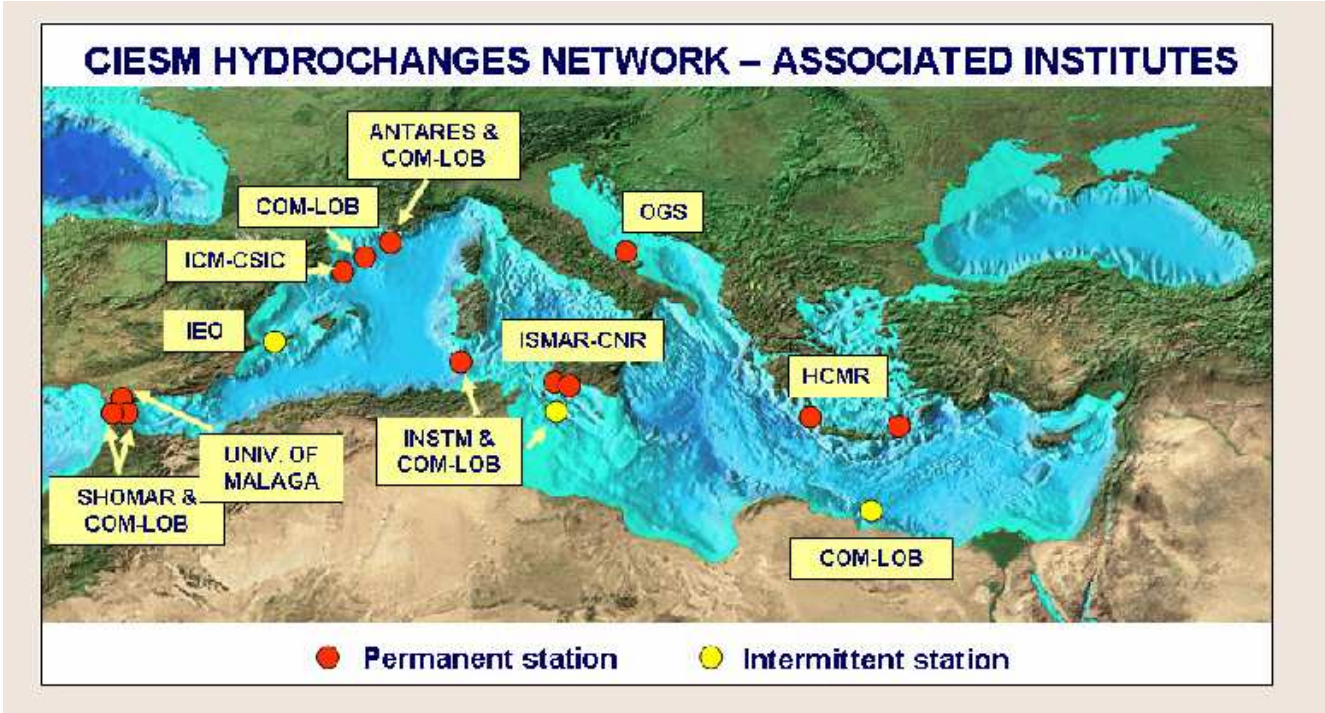 CIESM HYDROCHANGES NETWORK – ASSOCIATED INSTITUTES
ANTARES &
COM-LOB
COM-LOB
OGS
ICM-CSIC
IEO
ISMAR-CNR
HCMR
INSTM &
COM-LOB
UNIV. OF
MALAGA
SHOMAR &
COM-LOB
COM-LOB
Permanent station
Intermittent station